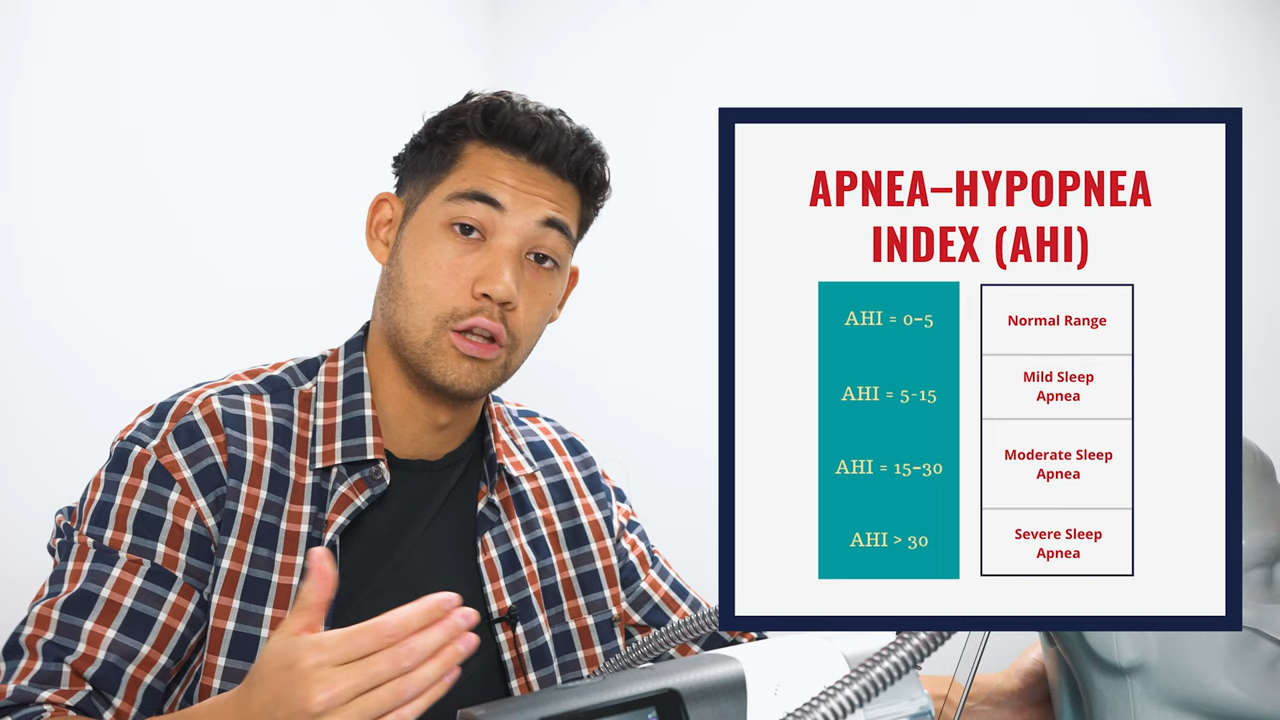 APNEA–HYPOPNEA
INDEX (AHI)
AHI = 0–5
Normal Range
AHI = 5-15
Mild Sleep
Apnea
AHI = 15–30
Moderate Sleep
Apnea
AHI > 30
Severe Sleep
Apnea